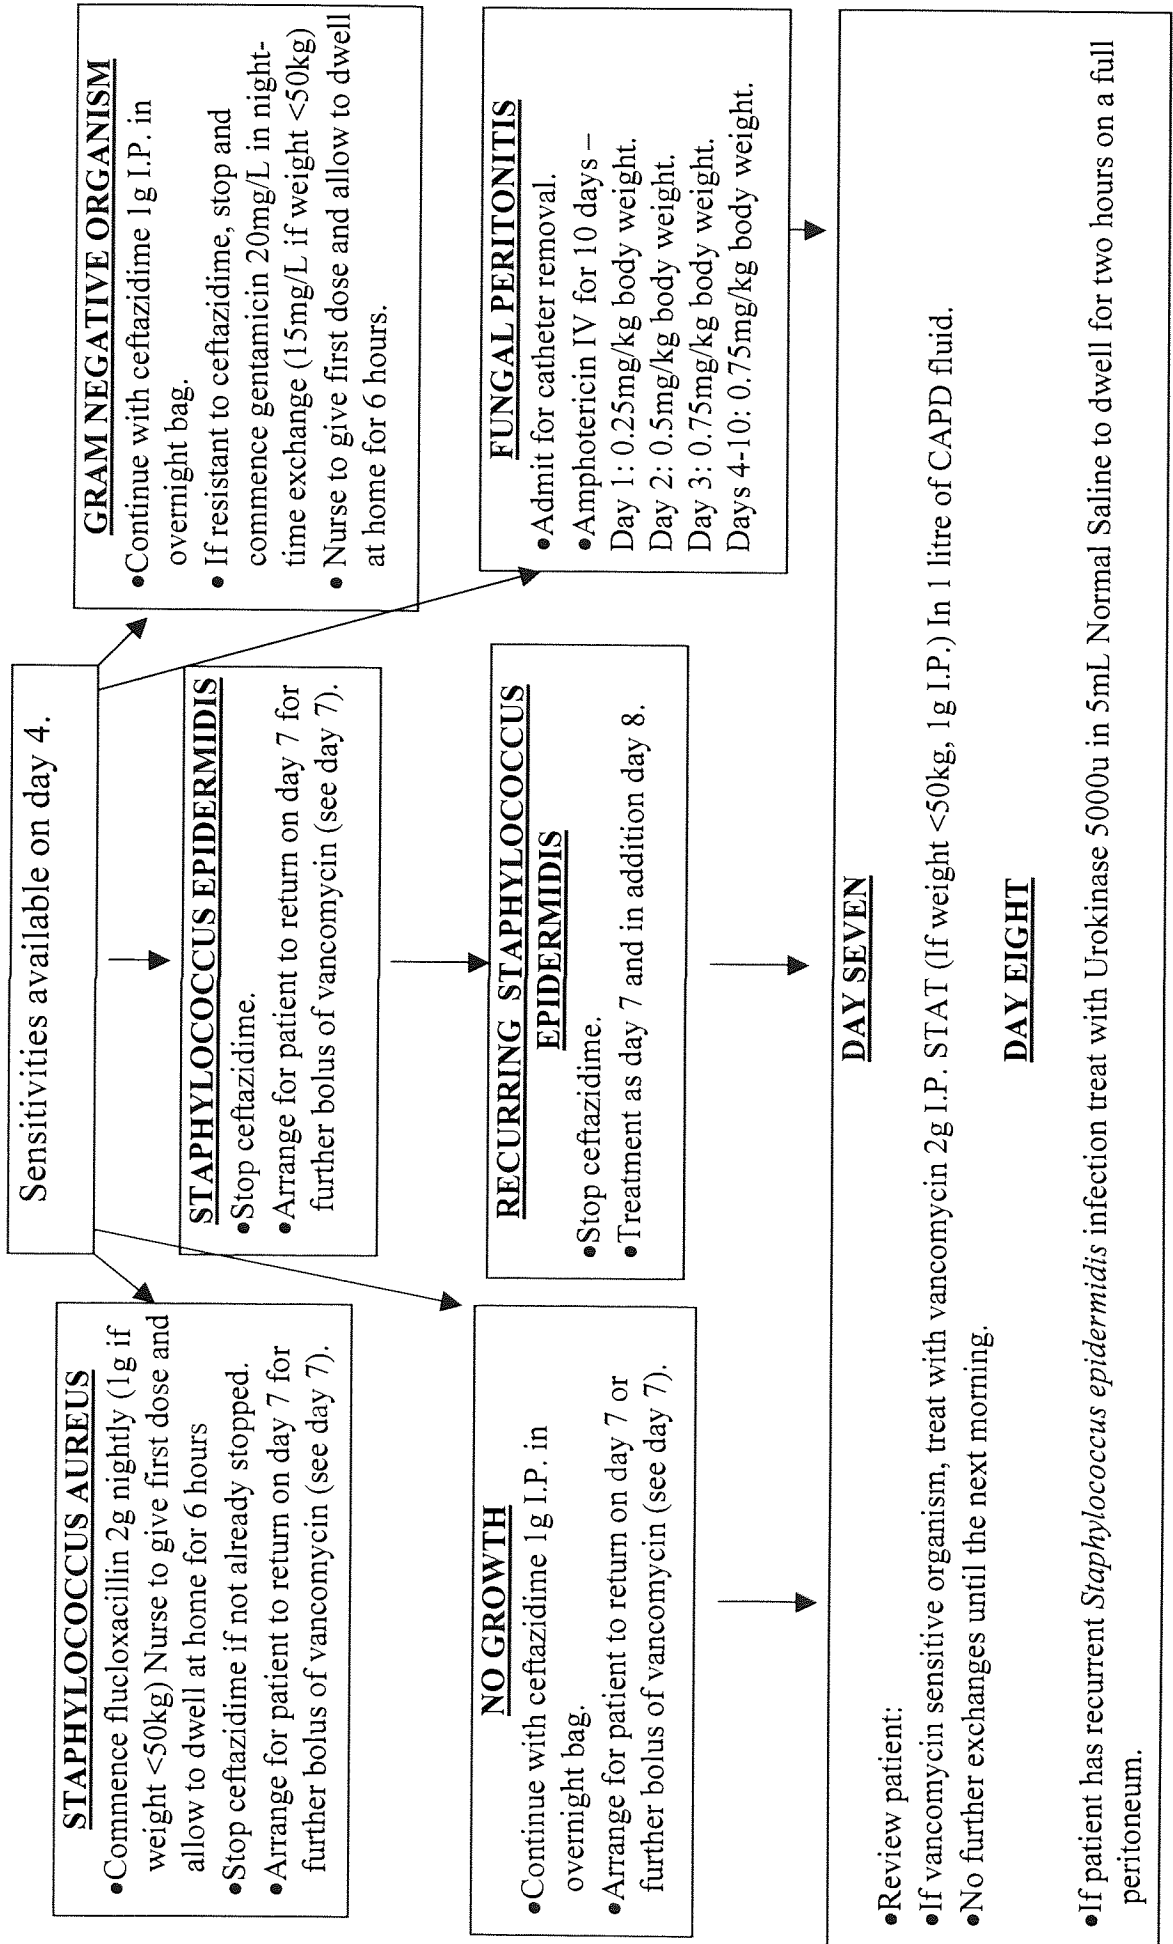 Sensitivities available on day 4.
STAPHYLOCOCCUS AUREUS
•Commence flucloxacillin 2g nightly (1g if
weight <50kg) Nurse to give first dose and
allow to dwell at home for 6 hours
•Stop ceftazidime if not already stopped.
•Arrange for patient to return on day 7 for
further bolus of vancomycin (see day 7).
STAPHYLOCOCCUS EPIDERMIDIS
•Stop ceftazidime.
•Arrange for patient to return on day 7 for
further bolus of vancomycin (see day 7).
GRAM NEGATIVE ORGANISM
•Continue with ceftazidime 1g I.P. in
overnight bag.
• If resistant to ceftazidime, stop and
commence gentamicin 20mg/L in night-
time exchange (15mg/L if weight <50kg)
• Nurse to give first dose and allow to dwell
at home for 6 hours.
NO GROWTH
•Continue with ceftazidime 1g I.P. in
overnight bag.
•Arrange for patient to return on day 7 or
further bolus of vancomycin (see day 7).
RECURRING STAPHYLOCOCCUS
EPIDERMIDIS
•Stop ceftazidime.
•Treatment as day 7 and in addition day 8.
FUNGAL PERITONITIS
•Admit for catheter removal.
•Amphotericin IV for 10 days –
Day 1: 0.25mg/kg body weight.
Day 2: 0.5mg/kg body weight.
Day 3: 0.75mg/kg body weight.
Days 4-10: 0.75mg/kg body weight.
DAY SEVEN
•Review patient:
•If vancomycin sensitive organism, treat with vancomycin 2g I.P. STAT (If weight <50kg, 1g I.P.) In 1 litre of CAPD fluid.
•No further exchanges until the next morning.
DAY EIGHT
•If patient has recurrent Staphylococcus epidermidis infection treat with Urokinase 5000u in 5mL Normal Saline to dwell for two hours on a full
peritoneum.